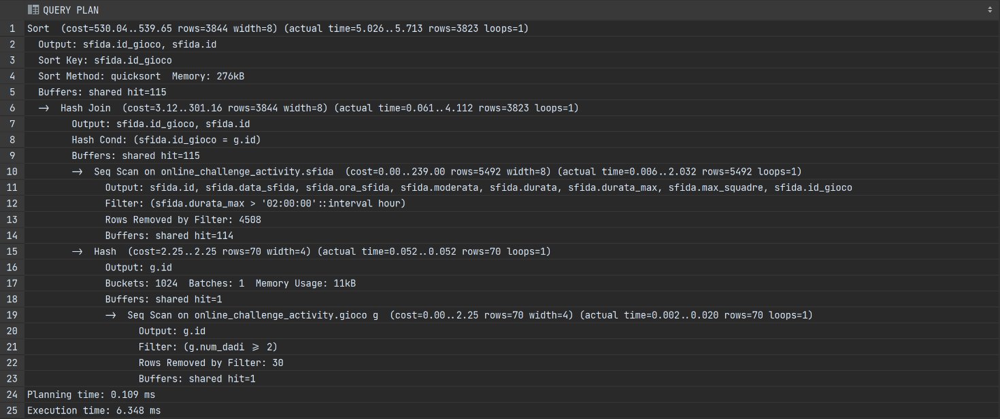 QUERY PLAN
1 Sort  (cost=530.04..539.65 rows=3844 width=8) (actual time=5.026..5.713 rows=3823 loops=1)
2   Output: sfida.id_gioco, sfida.id
3   Sort Key: sfida.id_gioco
4   Sort Method: quicksort  Memory: 276kB
5   Buffers: shared hit=115
6   ->  Hash Join  (cost=3.12..301.16 rows=3844 width=8) (actual time=0.061..4.112 rows=3823 loops=1)
7         Output: sfida.id_gioco, sfida.id
8         Hash Cond: (sfida.id_gioco = g.id)
9         Buffers: shared hit=115
10         ->  Seq Scan on online_challenge_activity.sfida  (cost=0.00..239.00 rows=5492 width=8) (actual time=0.006..2.032 rows=5492 loops=1)
11               Output: sfida.id, sfida.data_sfida, sfida.ora_sfida, sfida.moderata, sfida.durata, sfida.durata_max, sfida.max_squadre, sfida.id_gioco
12               Filter: (sfida.durata_max > '02:00:00'::interval hour)
13               Rows Removed by Filter: 4508
14               Buffers: shared hit=114
15         ->  Hash  (cost=2.25..2.25 rows=70 width=4) (actual time=0.052..0.052 rows=70 loops=1)
16               Output: g.id
17               Buckets: 1024  Batches: 1  Memory Usage: 11kB
18               Buffers: shared hit=1
19               ->  Seq Scan on online_challenge_activity.gioco g  (cost=0.00..2.25 rows=70 width=4) (actual time=0.002..0.020 rows=70 loops=1)
20                     Output: g.id
21                     Filter: (g.num_dadi >= 2)
22                     Rows Removed by Filter: 30
23                     Buffers: shared hit=1
24 Planning time: 0.109 ms
25 Execution time: 6.348 ms